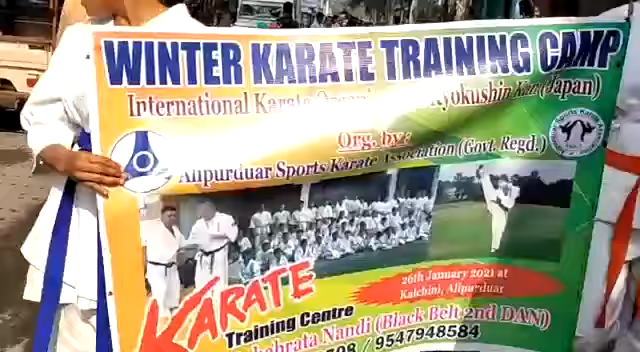 WINTER KARATE TRAINING CAMP
International Karate Kyokushin Kan (Japan)
Org. by:
Alipurduar Sports Karate Association (Govt. Regd.)
26th January 2021 at
Kalchini, Alipurduar
KARATE
Training Centre
Nandi (Black Belt 2nd DAN)
/ 9547948584